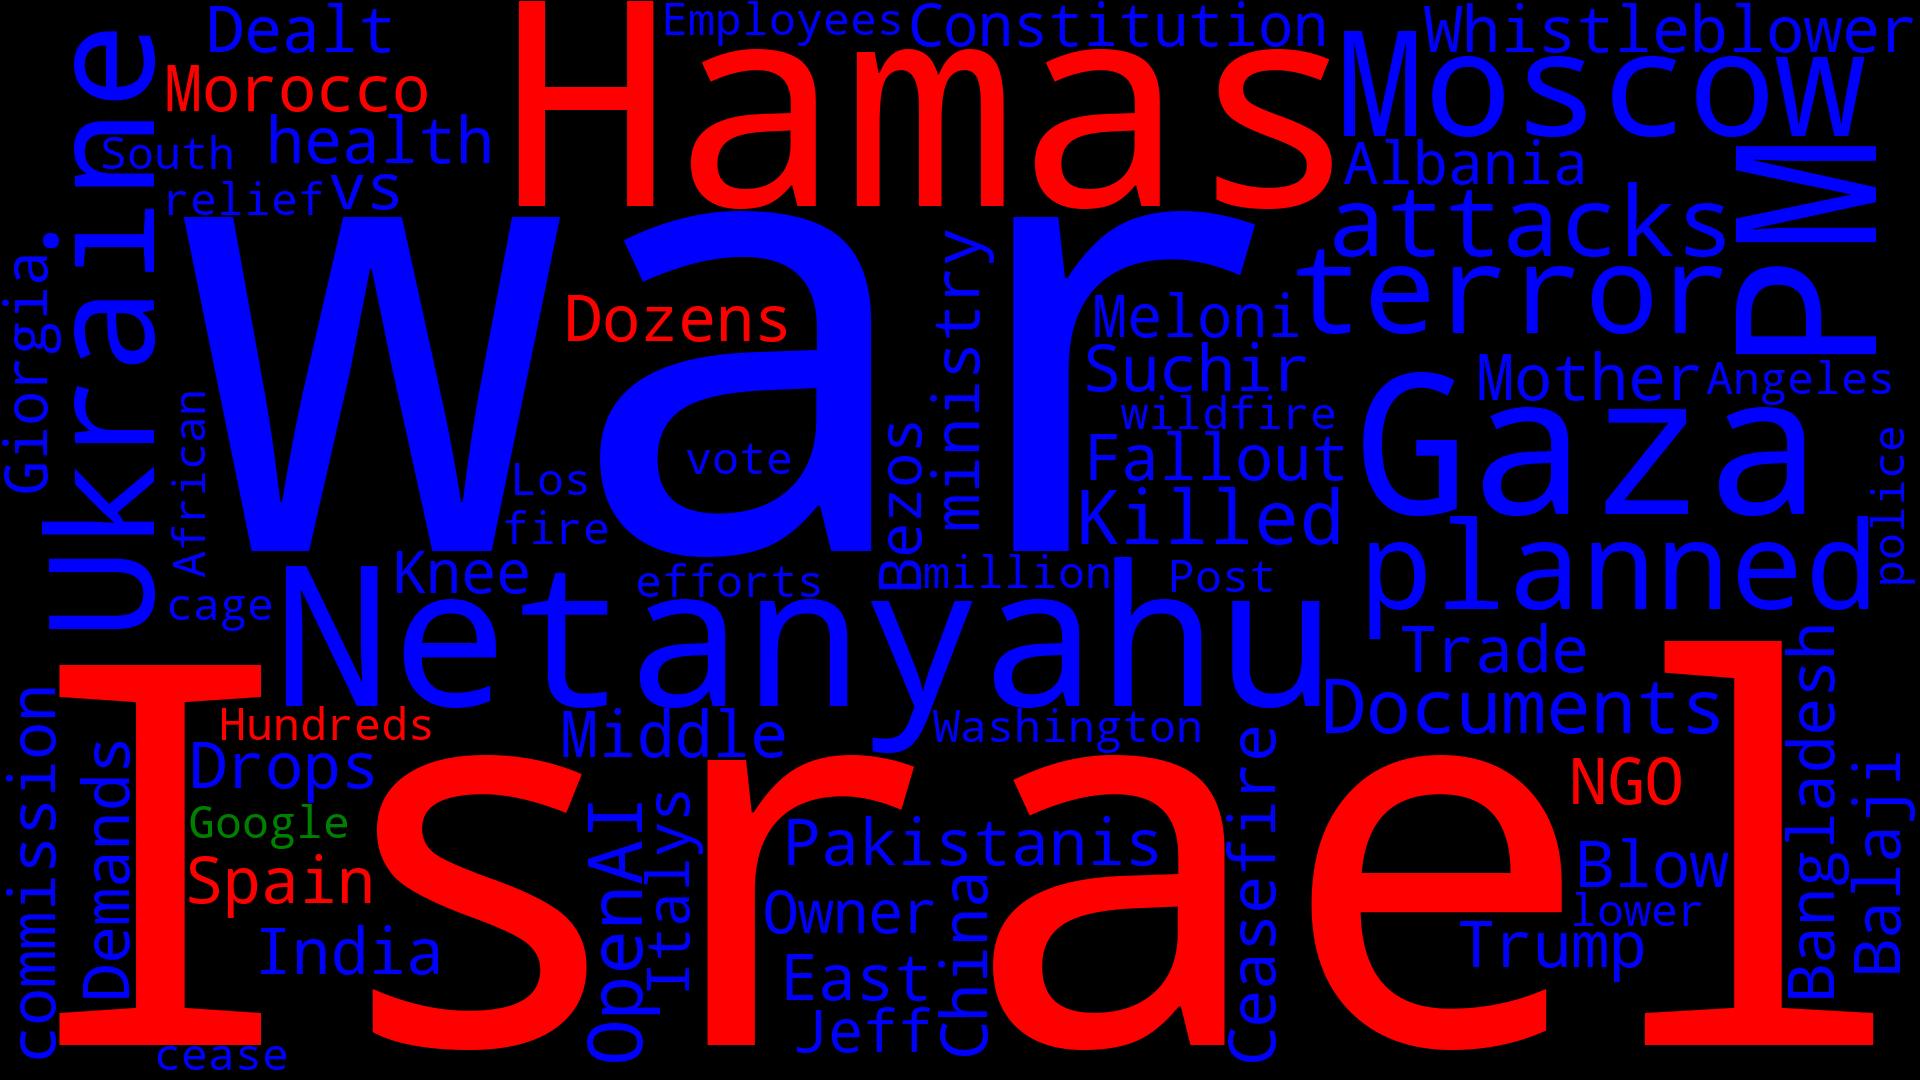 Dealt
Hamas
Employees
Constitution
Whistleblower
Morocco
Moscow
South
health
Albania
relief
vs
attacks
PM
Ukraine
War
terror
Giorgia.
Dozens
ministry
Meloni
Suchir
Mother
Angeles
wildfire
Gaza
African
vote
Los
Bezos
Fallout
police
fire
Killed
Knee
efforts
million
Post
planned
cage
Netanyahu
Trade
Israel
Documents
Hundreds
Middle
Washington
commission
Demands
Drops
Ceasefire
NGO
Bangladesh
Google
OpenAI
Italys
Pakistanis
Balaji
Spain
Owner
China
Blow
lower
India
East
Trump
Jeff
cease